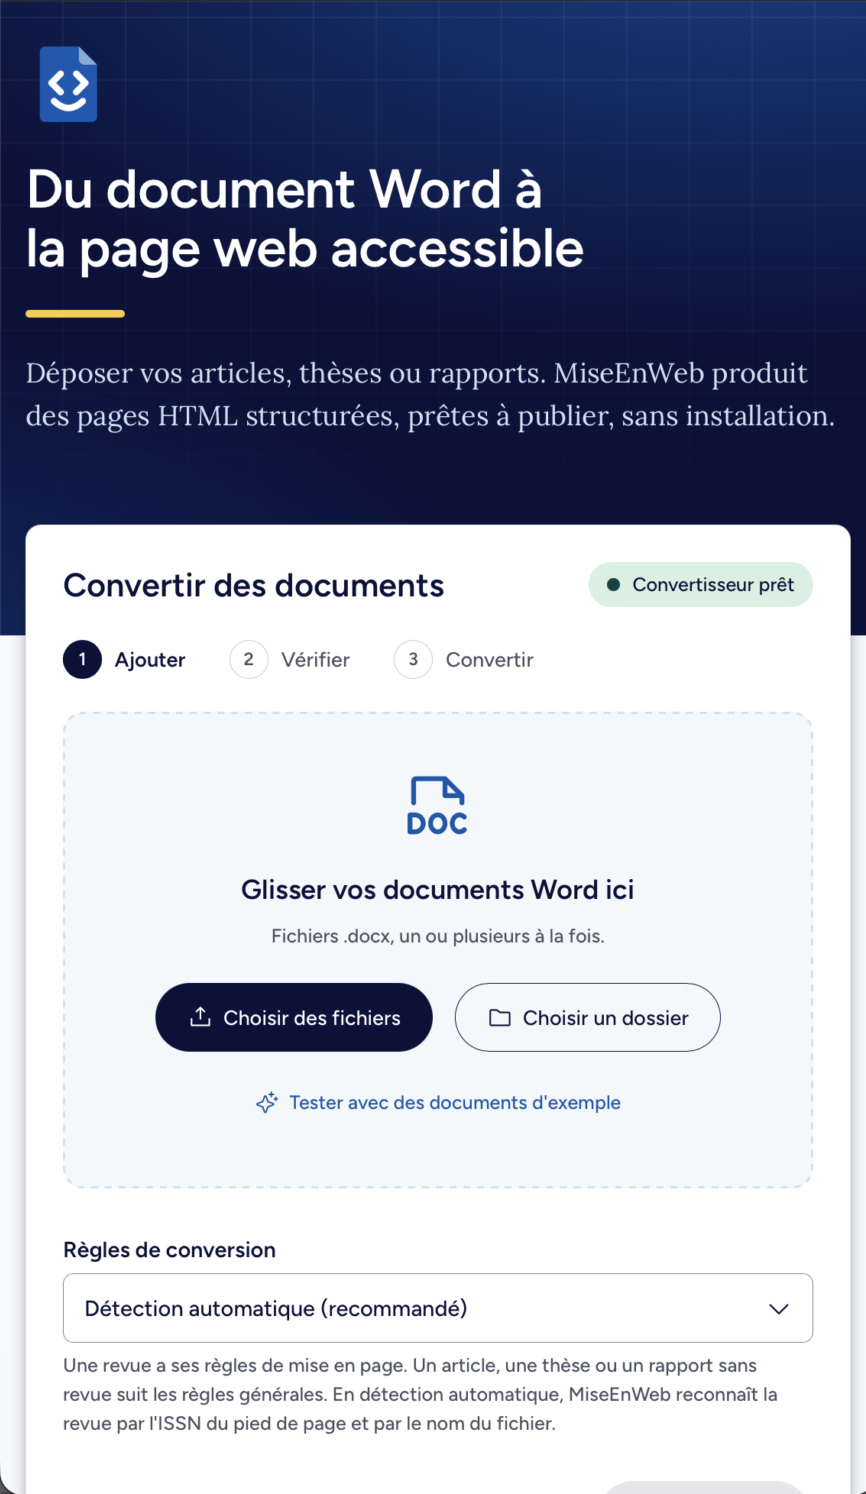 Du document Word à
la page web accessible
Déposer vos articles, thèses ou rapports. MiseEnWeb produit
des pages HTML structurées, prêtes à publier, sans installation.
Convertir des documents
Convertisseur prêt
1 Ajouter 2 Vérifier 3 Convertir
DOC
Glisser vos documents Word ici
Fichiers .docx, un ou plusieurs à la fois.
Choisir des fichiers Choisir un dossier
Tester avec des documents d'exemple
Règles de conversion
Détection automatique (recommandé)
Une revue a ses règles de mise en page. Un article, une thèse ou un rapport sans
revue suit les règles générales. En détection automatique, MiseEnWeb reconnaît la
revue par l'ISSN du pied de page et par le nom du fichier.